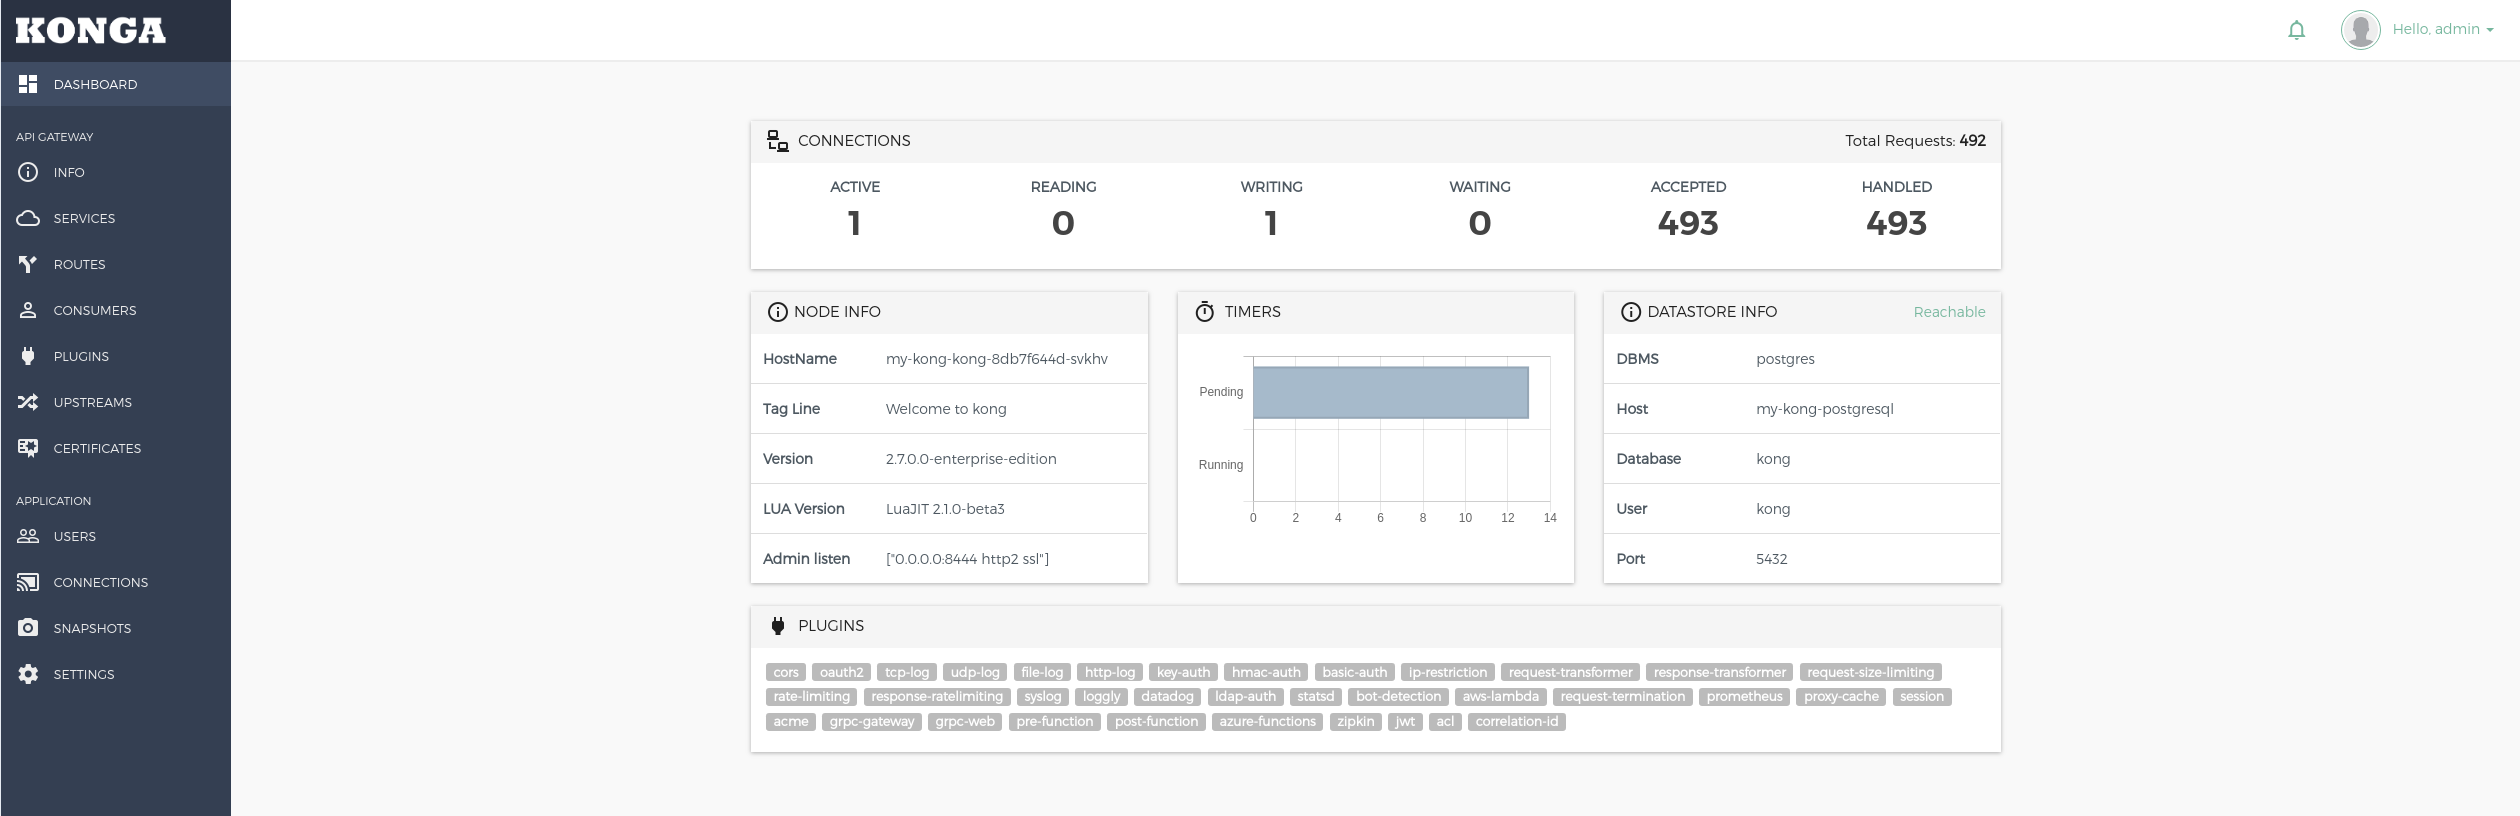 KONGA
Hello, admin
DASHBOARD
API GATEWAY
INFO
SERVICES
ROUTES
CONSUMERS
PLUGINS
UPSTREAMS
CERTIFICATES
APPLICATION
USERS
CONNECTIONS
SNAPSHOTS
SETTINGS
CONNECTIONS Total Requests: 492
ACTIVE READING WRITING WAITING ACCEPTED HANDLED
1 0 1 0 493 493
NODE INFO
HostName my-kong-kong-8db7f644d-svkhv
Tag Line Welcome to kong
Version 2.7.0.0-enterprise-edition
LUA Version LuaJIT 2.1.0-beta3
Admin listen ["0.0.0.0:8444 http2 ssl"]
TIMERS
Pending
Running
0 2 4 6 8 10 12 14
DATASTORE INFO Reachable
DBMS postgres
Host my-kong-postgresql
Database kong
User kong
Port 5432
PLUGINS
cors oauth2 tcp-log udp-log file-log http-log key-auth hmac-auth basic-auth ip-restriction request-transformer response-transformer request-size-limiting
rate-limiting response-ratelimiting syslog loggly datadog ldap-auth statsd bot-detection aws-lambda request-termination prometheus proxy-cache session
acme grpc-gateway grpc-web pre-function post-function azure-functions zipkin jwt acl correlation-id